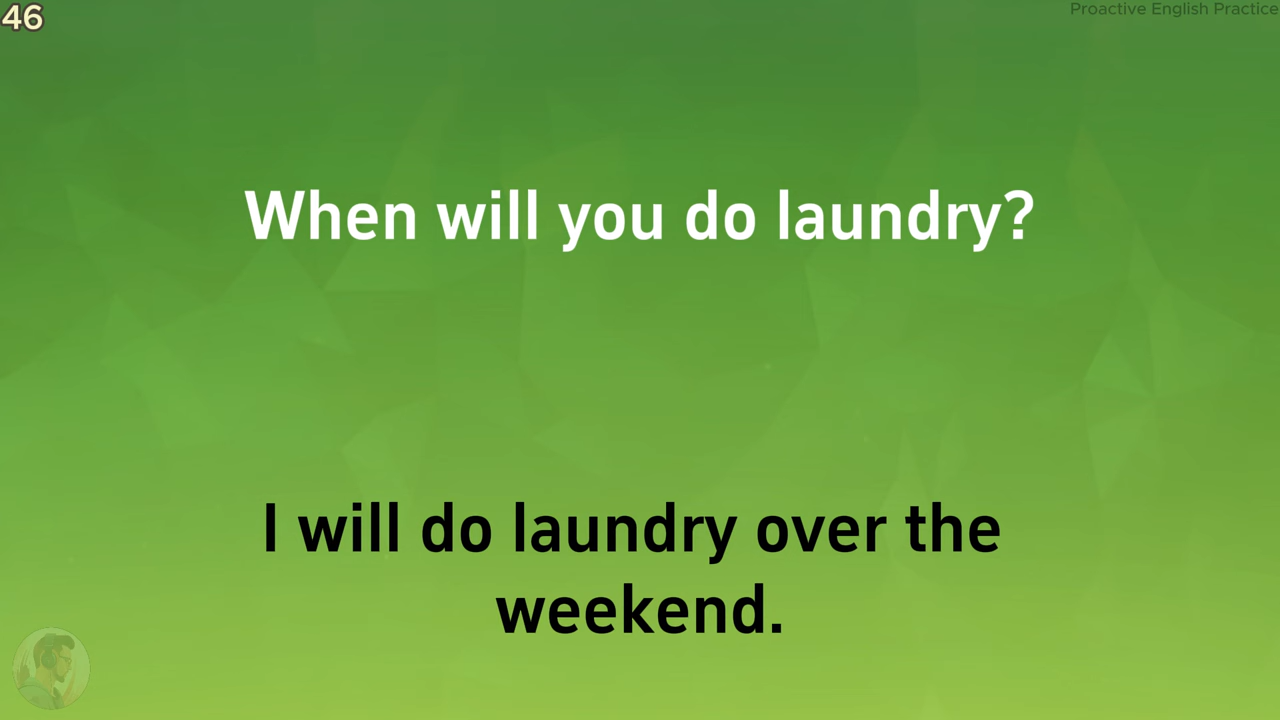 46
Proactive English Practice
When will you do laundry?
I will do laundry over the
weekend.